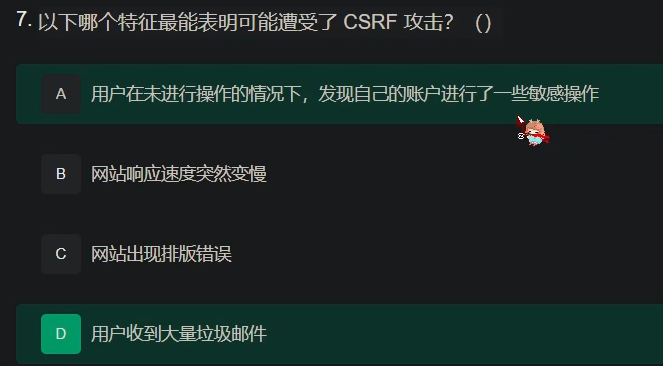 7. 以下哪个特征最能表明可能遭受了 CSRF 攻击？（）
A 用户在未进行操作的情况下，发现自己的账户进行了一些敏感操作
B 网站响应速度突然变慢
C 网站出现排版错误
D 用户收到大量垃圾邮件